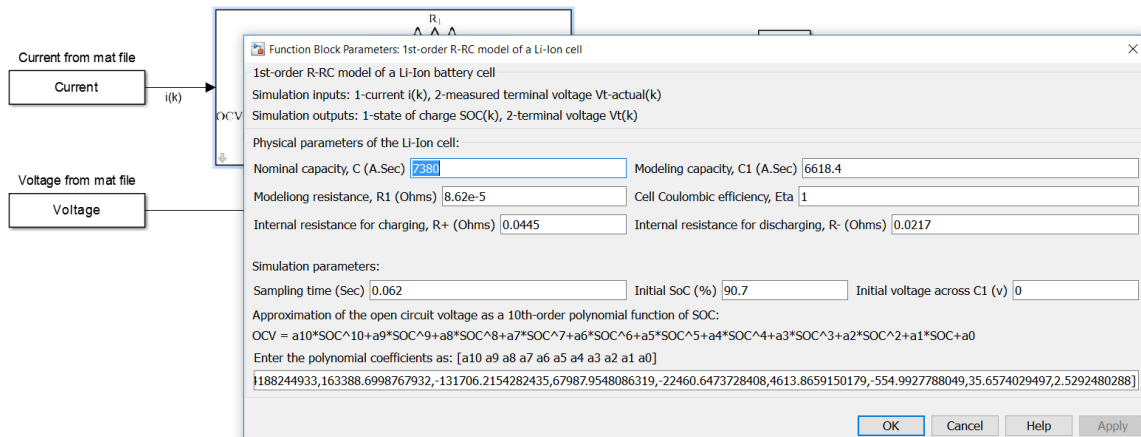 R1
Current from mat file
Current
i(k)
OCV
Voltage from mat file
Voltage
Function Block Parameters: 1st-order R-RC model of a Li-Ion cell
1st-order R-RC model of a Li-Ion battery cell
Simulation inputs: 1-current i(k), 2-measured terminal voltage Vt-actual(k)
Simulation outputs: 1-state of charge SOC(k), 2-terminal voltage Vt(k)
Physical parameters of the Li-Ion cell:
Nominal capacity, C (A.Sec) 7380 Modeling capacity, C1 (A.Sec) 6618.4
Modeliong resistance, R1 (Ohms) 8.62e-5 Cell Coulombic efficiency, Eta 1
Internal resistance for charging, R+ (Ohms) 0.0445 Internal resistance for discharging, R- (Ohms) 0.0217
Simulation parameters:
Sampling time (Sec) 0.062 Initial SoC (%) 90.7 Initial voltage across C1 (v) 0
Approximation of the open circuit voltage as a 10th-order polynomial function of SOC:
OCV = a10*SOC^10+a9*SOC^9+a8*SOC^8+a7*SOC^7+a6*SOC^6+a5*SOC^5+a4*SOC^4+a3*SOC^3+a2*SOC^2+a1*SOC+a0
Enter the polynomial coefficients as: [a10 a9 a8 a7 a6 a5 a4 a3 a2 a1 a0]
4188244933,163388.6998767932,-131706.2154282435,67987.9548086319,-22460.6473728408,4613.8659150179,-554.9927788049,35.6574029497,2.5292480288]
OK Cancel Help Apply